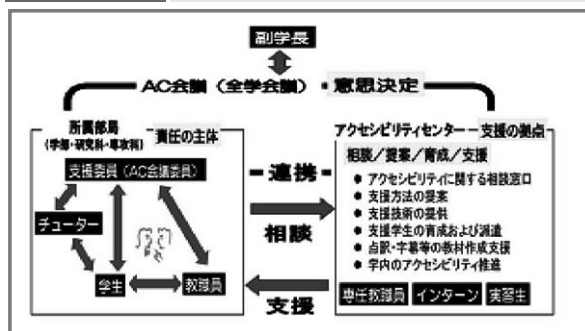 副学長
AC会議（全学会議）・意思決定
所属部局
（学部・研究科・専攻科）
責任の主体
支援委員（AC会議委員）
チューター
学生
教職員
連携
相談
支援
アクセシビリティセンター
支援の拠点
相談／提案／育成／支援
● アクセシビリティに関する相談窓口
● 支援方法の提案
● 支援技術の提供
● 支援学生の育成および派遣
● 点訳・字幕等の教材作成支援
● 学内のアクセシビリティ推進
専任教職員 インターン 実習生